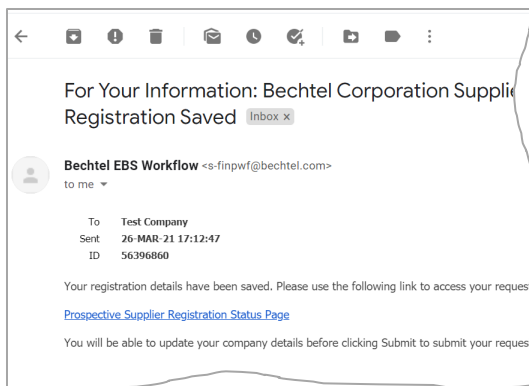 For Your Information: Bechtel Corporation
Registration Saved Inbox ×
Bechtel EBS Workflow <s-finpwf@bechtel.com>
to me
To Test Company
Sent 26-MAR-21 17:12:47
ID 56396860
Your registration details have been saved. Please use the following link to access your
Prospective Supplier Registration Status Page
You will be able to update your company details before clicking Submit to submit your